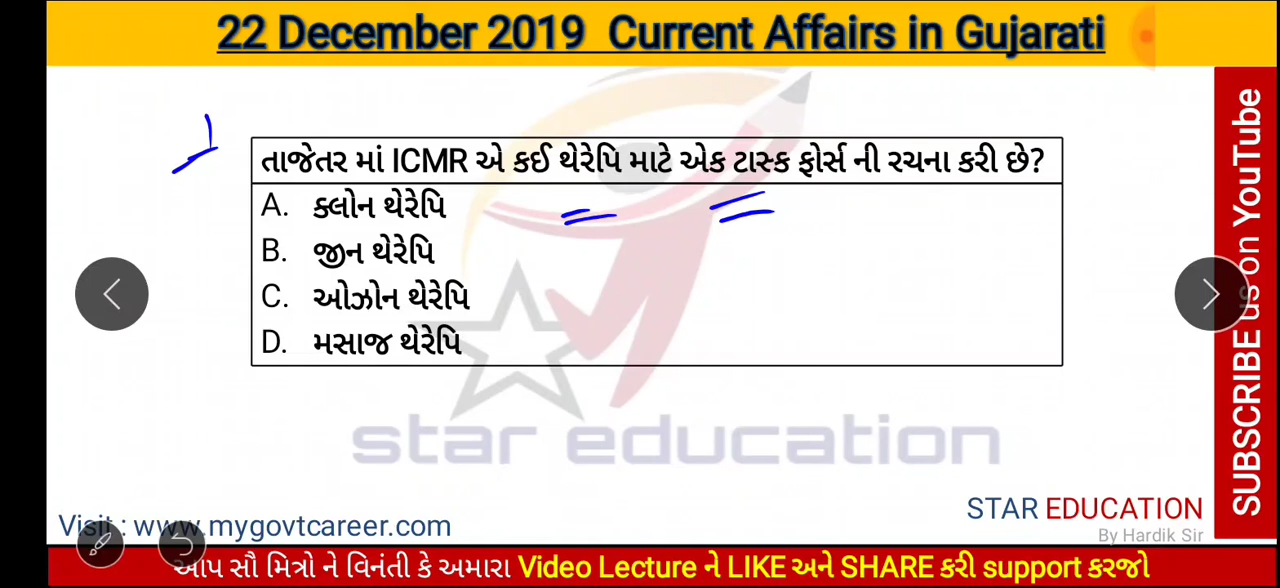 22 December 2019 Current Affairs in Gujarati
1
તાજેતર માં ICMR એ કઈ થેરેપિ માટે એક ટાસ્ક ફોર્સ ની રચના કરી છે?
A. ક્લોન થેરેપિ
B. જીન થેરેપિ
C. ઓઝોન થેરેપિ
D. મસાજ થેરેપિ
star education
STAR EDUCATION
Visit : www.mygovtcareer.com
By Hardik Sir
આપ સૌ મિત્રો ને વિનંતી કે અમારા Video Lecture ને LIKE અને SHARE કરી support કરજો
SUBSCRIBE us on YouTube